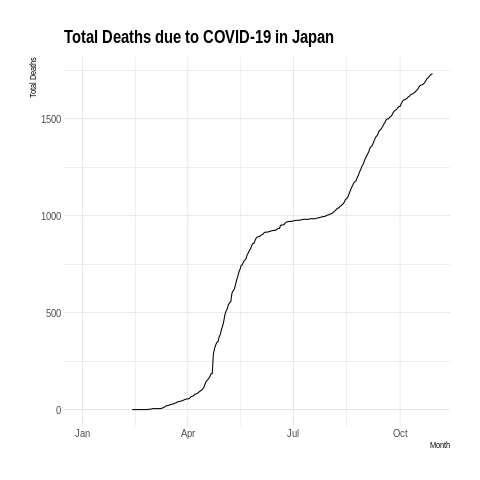 Total Deaths due to COVID-19 in Japan
Total Deaths
1500
1000
500
0
Jan Apr Jul Oct
Month